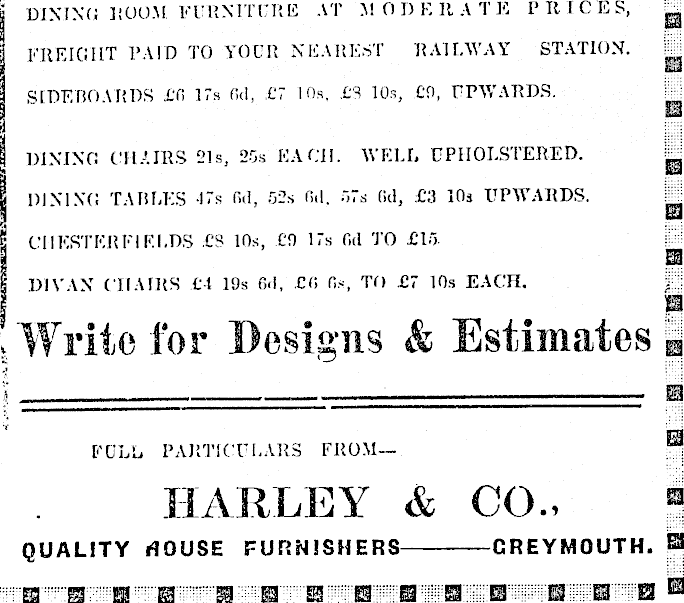 DINING ROOM FURNITURE AT MODERATE PRICES,
FREIGHT PAID TO YOUR NEAREST RAILWAY STATION.
SIDEBOARDS £6 17s 6d, £7 10s, £8 10s, £9, UPWARDS.
DINING CHAIRS 21s, 25s EACH. WELL UPHOLSTERED.
DINING TABLES 47s 6d, 52s 6d, 57s 6d, £3 10s UPWARDS.
CHESTERFIELDS £8 10s, £9 17s 6d TO £15.
DIVAN CHAIRS £4 19s 6d, £6 6s, TO £7 10s EACH.
Write for Designs & Estimates
FULL PARTICULARS FROM—
HARLEY & CO.,
QUALITY HOUSE FURNISHERS———GREYMOUTH.